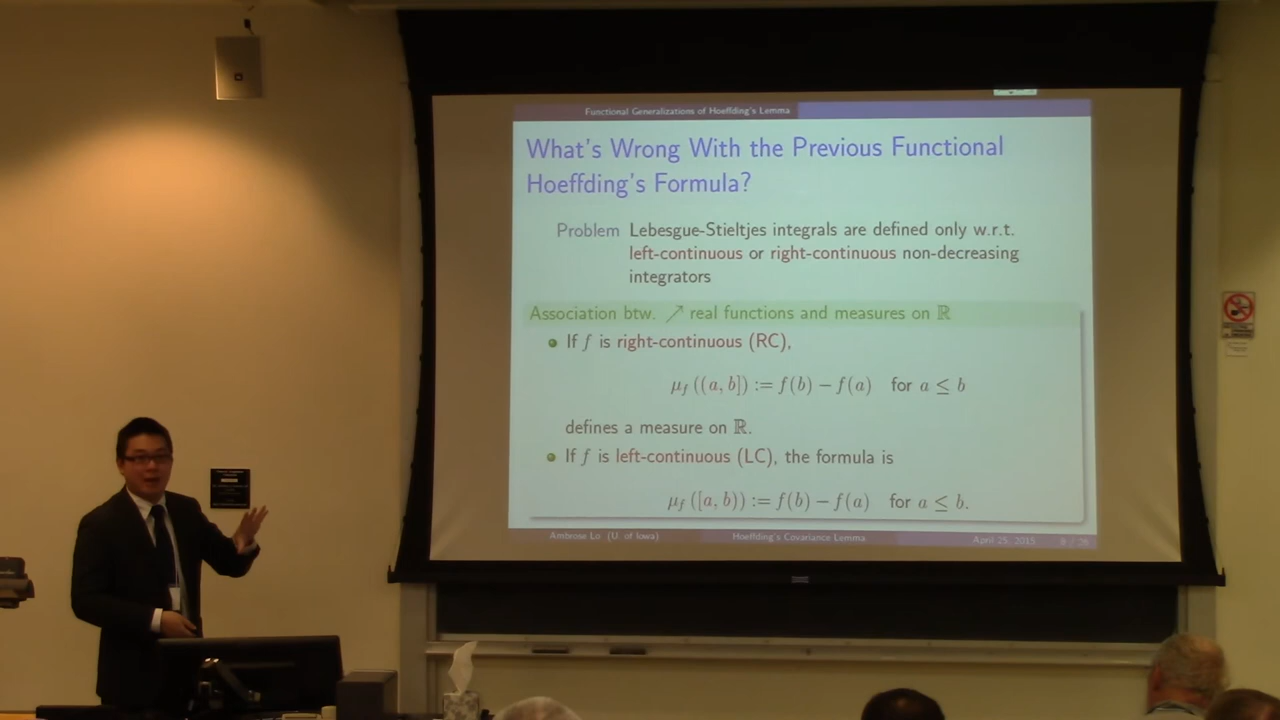 Functional Generalizations of Hoeffding's Lemma
What's Wrong With the Previous Functional
Hoeffding's Formula?
Problem Lebesgue-Stieltjes integrals are defined only w.r.t.
left-continuous or right-continuous non-decreasing
integrators
Association btw. ↗ real functions and measures on ℝ
If f is right-continuous (RC),
μ_f ((a, b]) := f(b) − f(a) for a ≤ b
defines a measure on ℝ.
If f is left-continuous (LC), the formula is
μ_f ([a, b)) := f(b) − f(a) for a ≤ b.
Ambrose Lo (U. of Iowa) Hoeffding's Covariance Lemma April 25, 2015